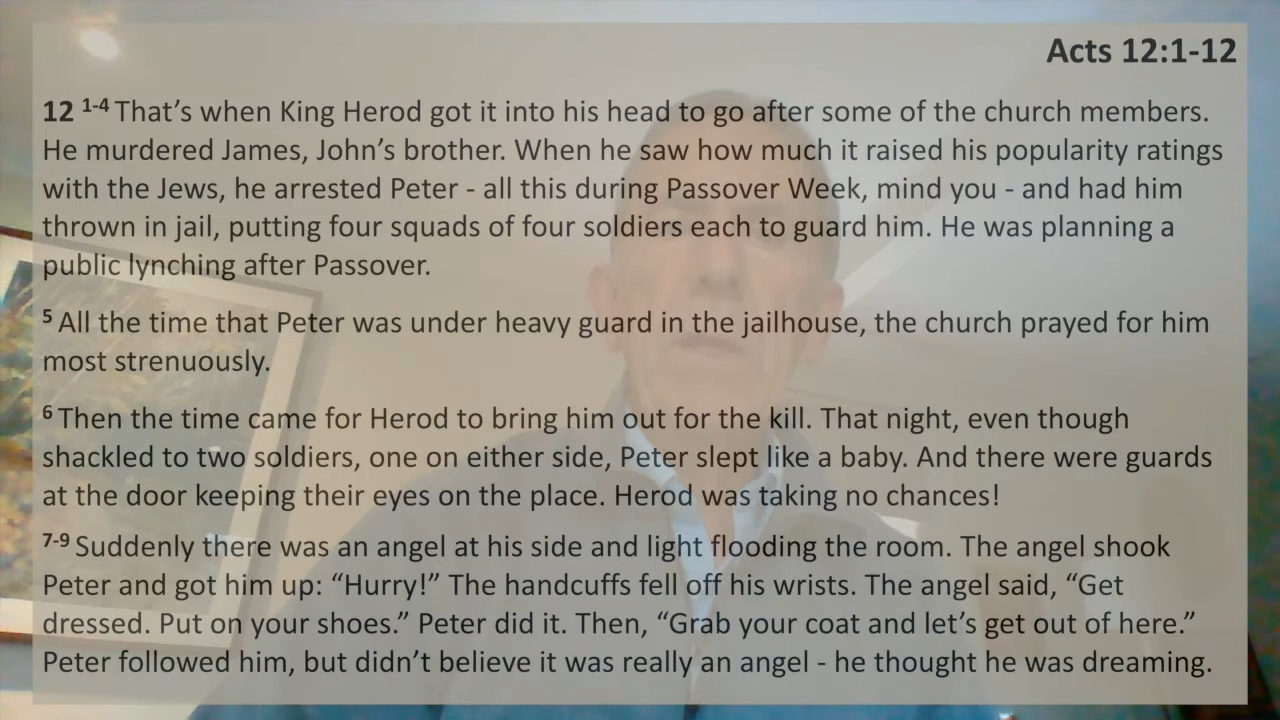 Acts 12:1-12
12 1-4 That’s when King Herod got it into his head to go after some of the church members.
He murdered James, John’s brother. When he saw how much it raised his popularity ratings
with the Jews, he arrested Peter - all this during Passover Week, mind you - and had him
thrown in jail, putting four squads of four soldiers each to guard him. He was planning a
public lynching after Passover.
5 All the time that Peter was under heavy guard in the jailhouse, the church prayed for him
most strenuously.
6 Then the time came for Herod to bring him out for the kill. That night, even though
shackled to two soldiers, one on either side, Peter slept like a baby. And there were guards
at the door keeping their eyes on the place. Herod was taking no chances!
7-9 Suddenly there was an angel at his side and light flooding the room. The angel shook
Peter and got him up: “Hurry!” The handcuffs fell off his wrists. The angel said, “Get
dressed. Put on your shoes.” Peter did it. Then, “Grab your coat and let’s get out of here.”
Peter followed him, but didn’t believe it was really an angel - he thought he was dreaming.